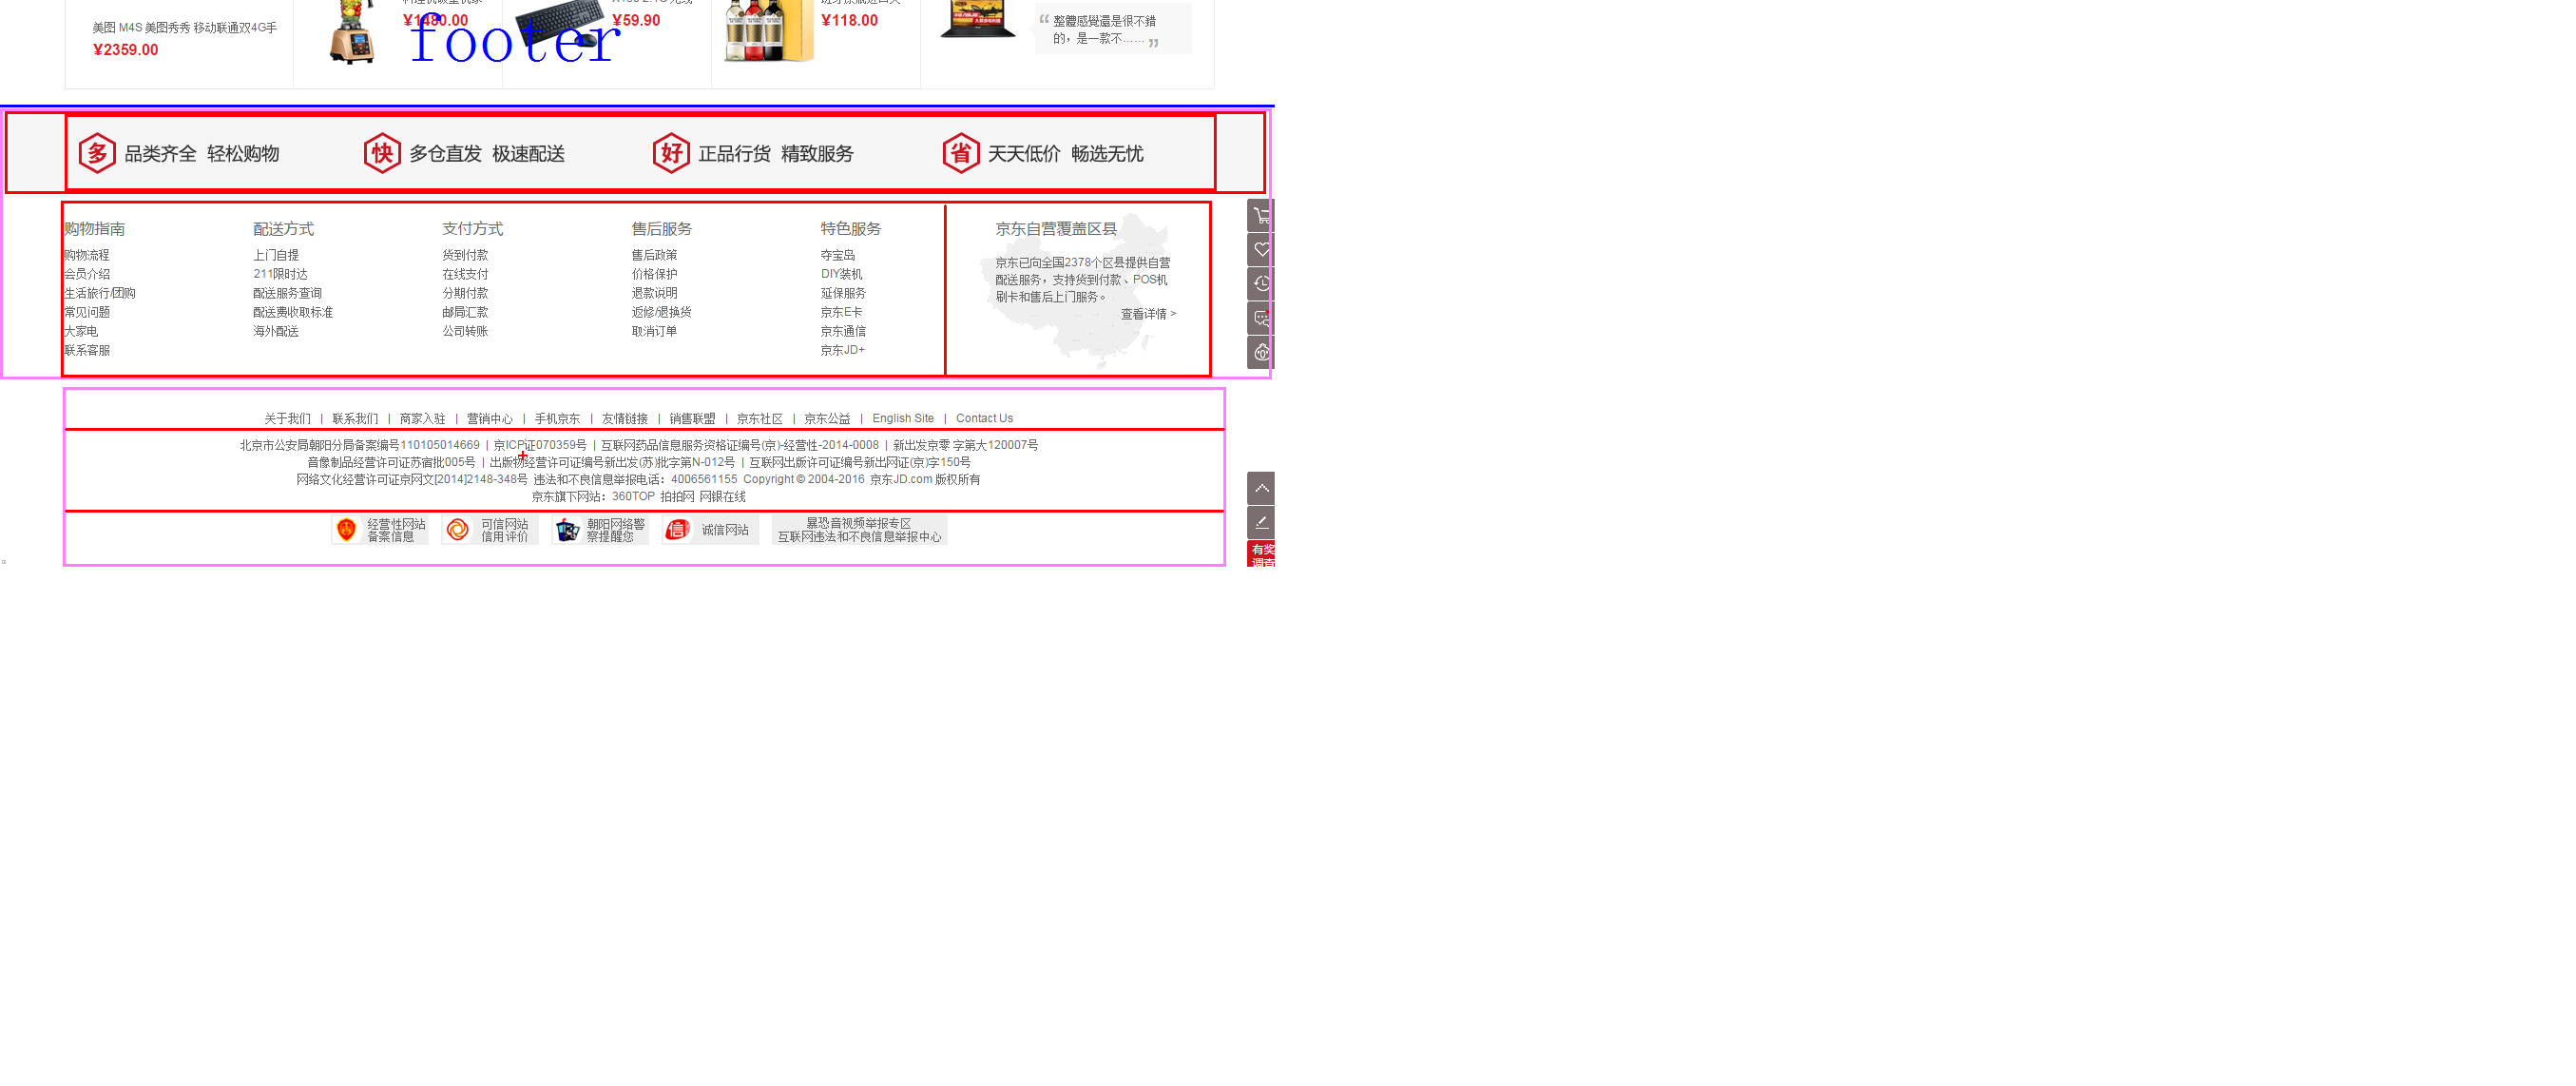 美图 M4S 美图秀秀 移动联通双4G手
¥2359.00
¥1480.00
¥59.90
¥118.00
“ 整體感覺還是很不錯
的，是一款不…… ”
footer
多 品类齐全 轻松购物
快 多仓直发 极速配送
好 正品行货 精致服务
省 天天低价 畅选无忧
购物指南
购物流程
会员介绍
生活旅行/团购
常见问题
大家电
联系客服
配送方式
上门自提
211限时达
配送服务查询
配送费收取标准
海外配送
支付方式
货到付款
在线支付
分期付款
邮局汇款
公司转账
售后服务
售后政策
价格保护
退款说明
返修/退换货
取消订单
特色服务
夺宝岛
DIY装机
延保服务
京东E卡
京东通信
京东JD+
京东自营覆盖区县
京东已向全国2378个区县提供自营
配送服务，支持货到付款、POS机
刷卡和售后上门服务。
查看详情 >
关于我们 | 联系我们 | 商家入驻 | 营销中心 | 手机京东 | 友情链接 | 销售联盟 | 京东社区 | 京东公益 | English Site | Contact Us
北京市公安局朝阳分局备案编号110105014669 | 京ICP证070359号 | 互联网药品信息服务资格证编号(京)-经营性-2014-0008 | 新出发京零 字第大120007号
音像制品经营许可证苏宿批005号 | 出版物经营许可证编号新出发(苏)批字第N-012号 | 互联网出版许可证编号新出网证(京)字150号
网络文化经营许可证京网文[2014]2148-348号 违法和不良信息举报电话：4006561155 Copyright © 2004-2016 京东JD.com 版权所有
京东旗下网站：360TOP 拍拍网 网银在线
经营性网站
备案信息
可信网站
信用评价
朝阳网络警
察提醒您
信 诚信网站
暴恐音视频举报专区
互联网违法和不良信息举报中心
有奖
调查